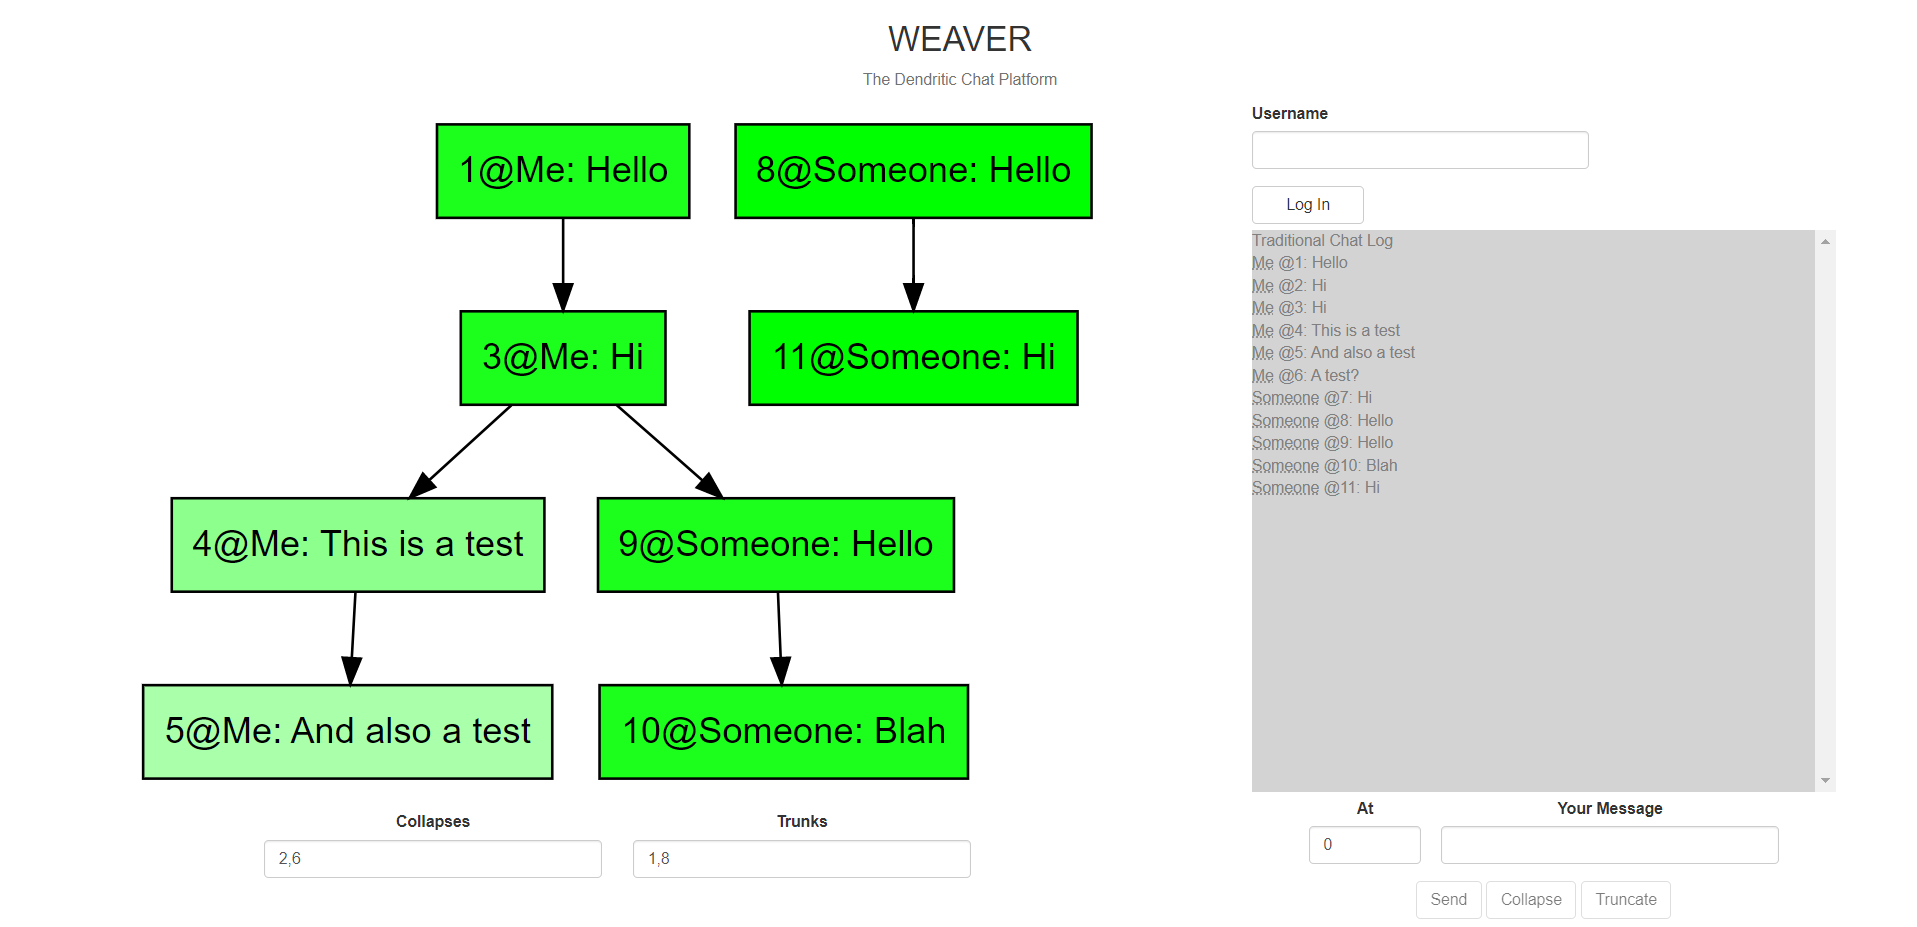 WEAVER
The Dendritic Chat Platform
1@Me: Hello
8@Someone: Hello
3@Me: Hi
11@Someone: Hi
4@Me: This is a test
9@Someone: Hello
5@Me: And also a test
10@Someone: Blah
Collapses
Trunks
2,6
1,8
Username
Log In
Traditional Chat Log
Me @1: Hello
Me @2: Hi
Me @3: Hi
Me @4: This is a test
Me @5: And also a test
Me @6: A test?
Someone @7: Hi
Someone @8: Hello
Someone @9: Hello
Someone @10: Blah
Someone @11: Hi
At
Your Message
0
Send
Collapse
Truncate